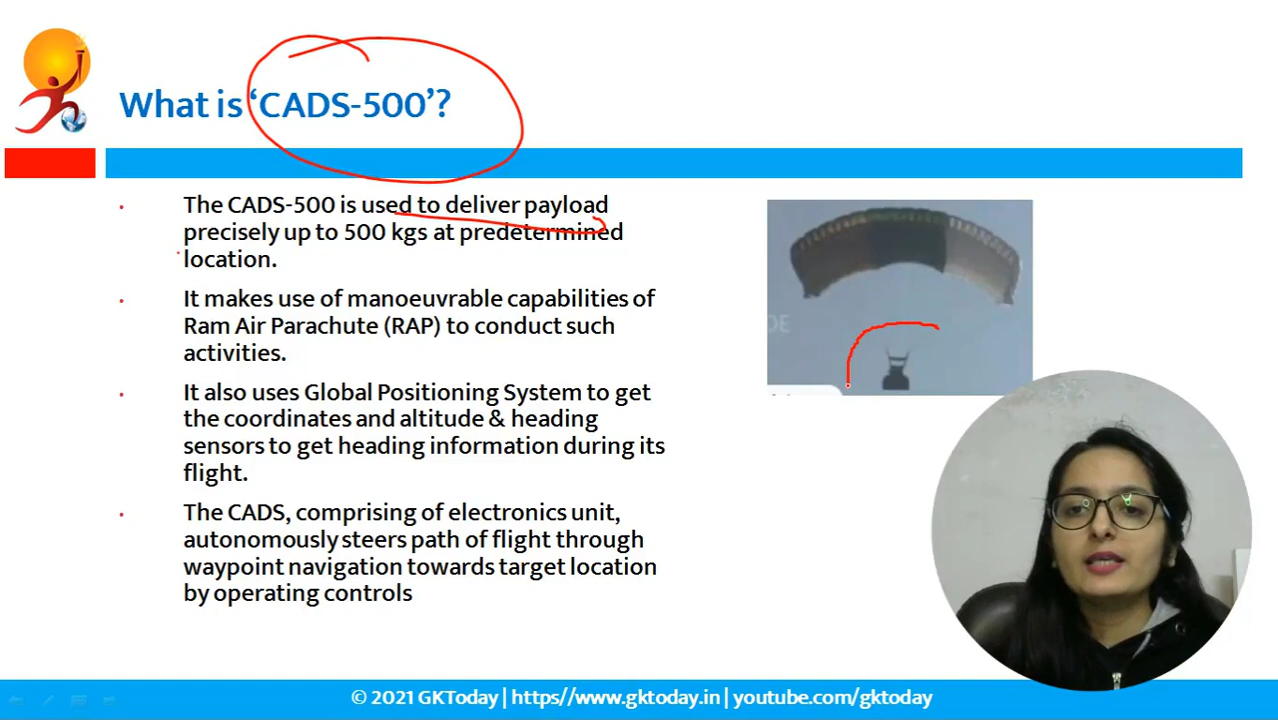 What is ‘CADS-500’?
• The CADS-500 is used to deliver payload
precisely up to 500 kgs at predetermined
location.
• It makes use of manoeuvrable capabilities of
Ram Air Parachute (RAP) to conduct such
activities.
• It also uses Global Positioning System to get
the coordinates and altitude & heading
sensors to get heading information during its
flight.
• The CADS, comprising of electronics unit,
autonomously steers path of flight through
waypoint navigation towards target location
by operating controls
DE
© 2021 GKToday | https//www.gktoday.in | youtube.com/gktoday